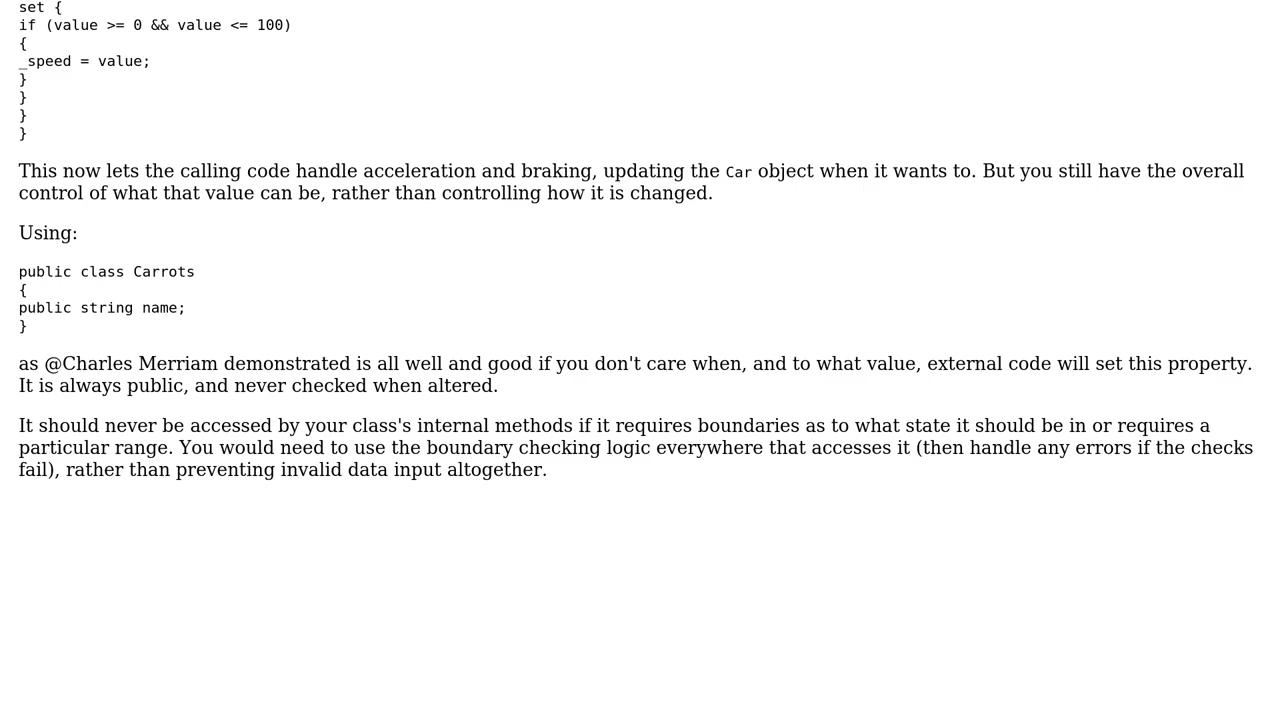 set {
if (value >= 0 && value <= 100)
{
_speed = value;
}
}
}
}
This now lets the calling code handle acceleration and braking, updating the Car object when it wants to. But you still have the overall
control of what that value can be, rather than controlling how it is changed.
Using:
public class Carrots
{
public string name;
}
as @Charles Merriam demonstrated is all well and good if you don't care when, and to what value, external code will set this property.
It is always public, and never checked when altered.
It should never be accessed by your class's internal methods if it requires boundaries as to what state it should be in or requires a
particular range. You would need to use the boundary checking logic everywhere that accesses it (then handle any errors if the checks
fail), rather than preventing invalid data input altogether.